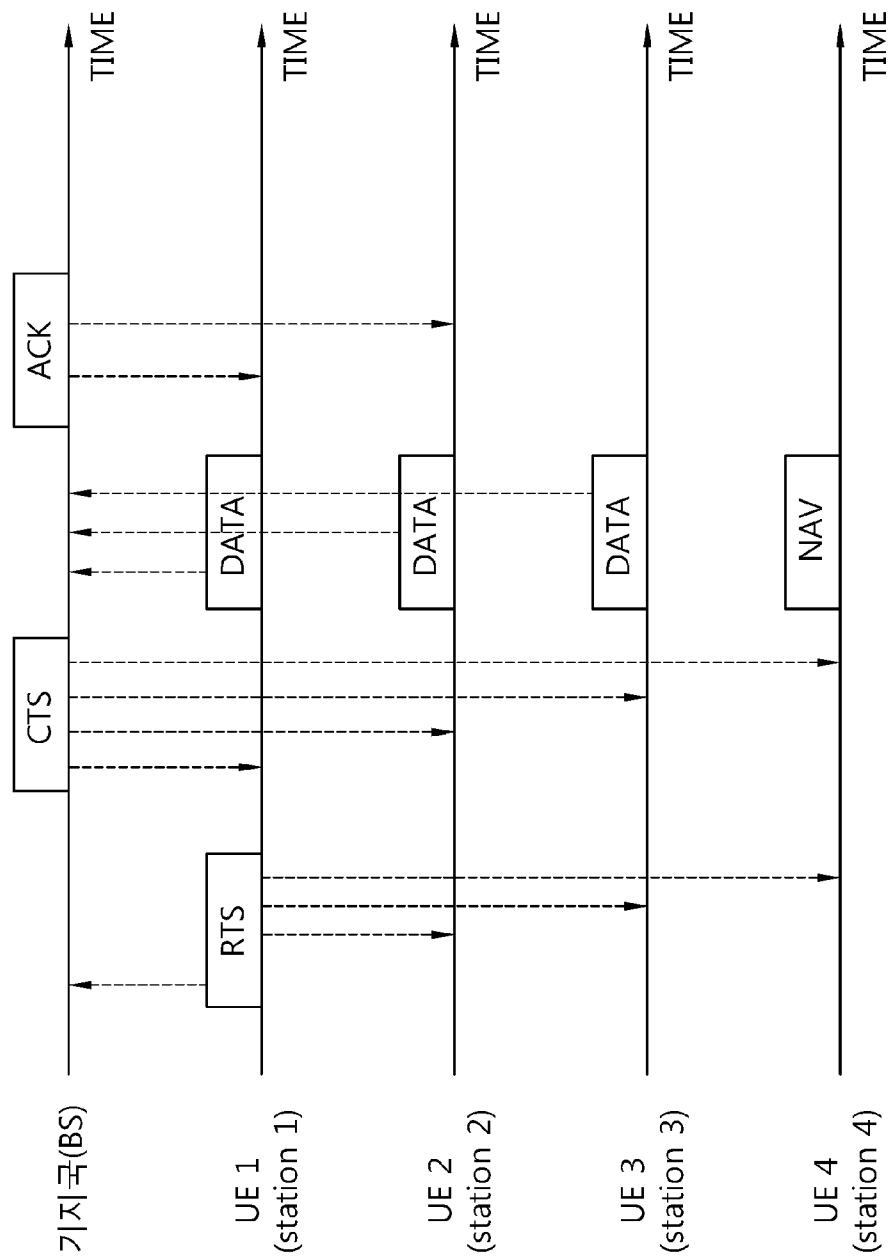 기지국(BS)
CTS
ACK
TIME
UE 1
(station 1)
RTS
DATA
TIME
UE 2
(station 2)
DATA
TIME
UE 3
(station 3)
DATA
TIME
UE 4
(station 4)
NAV
TIME